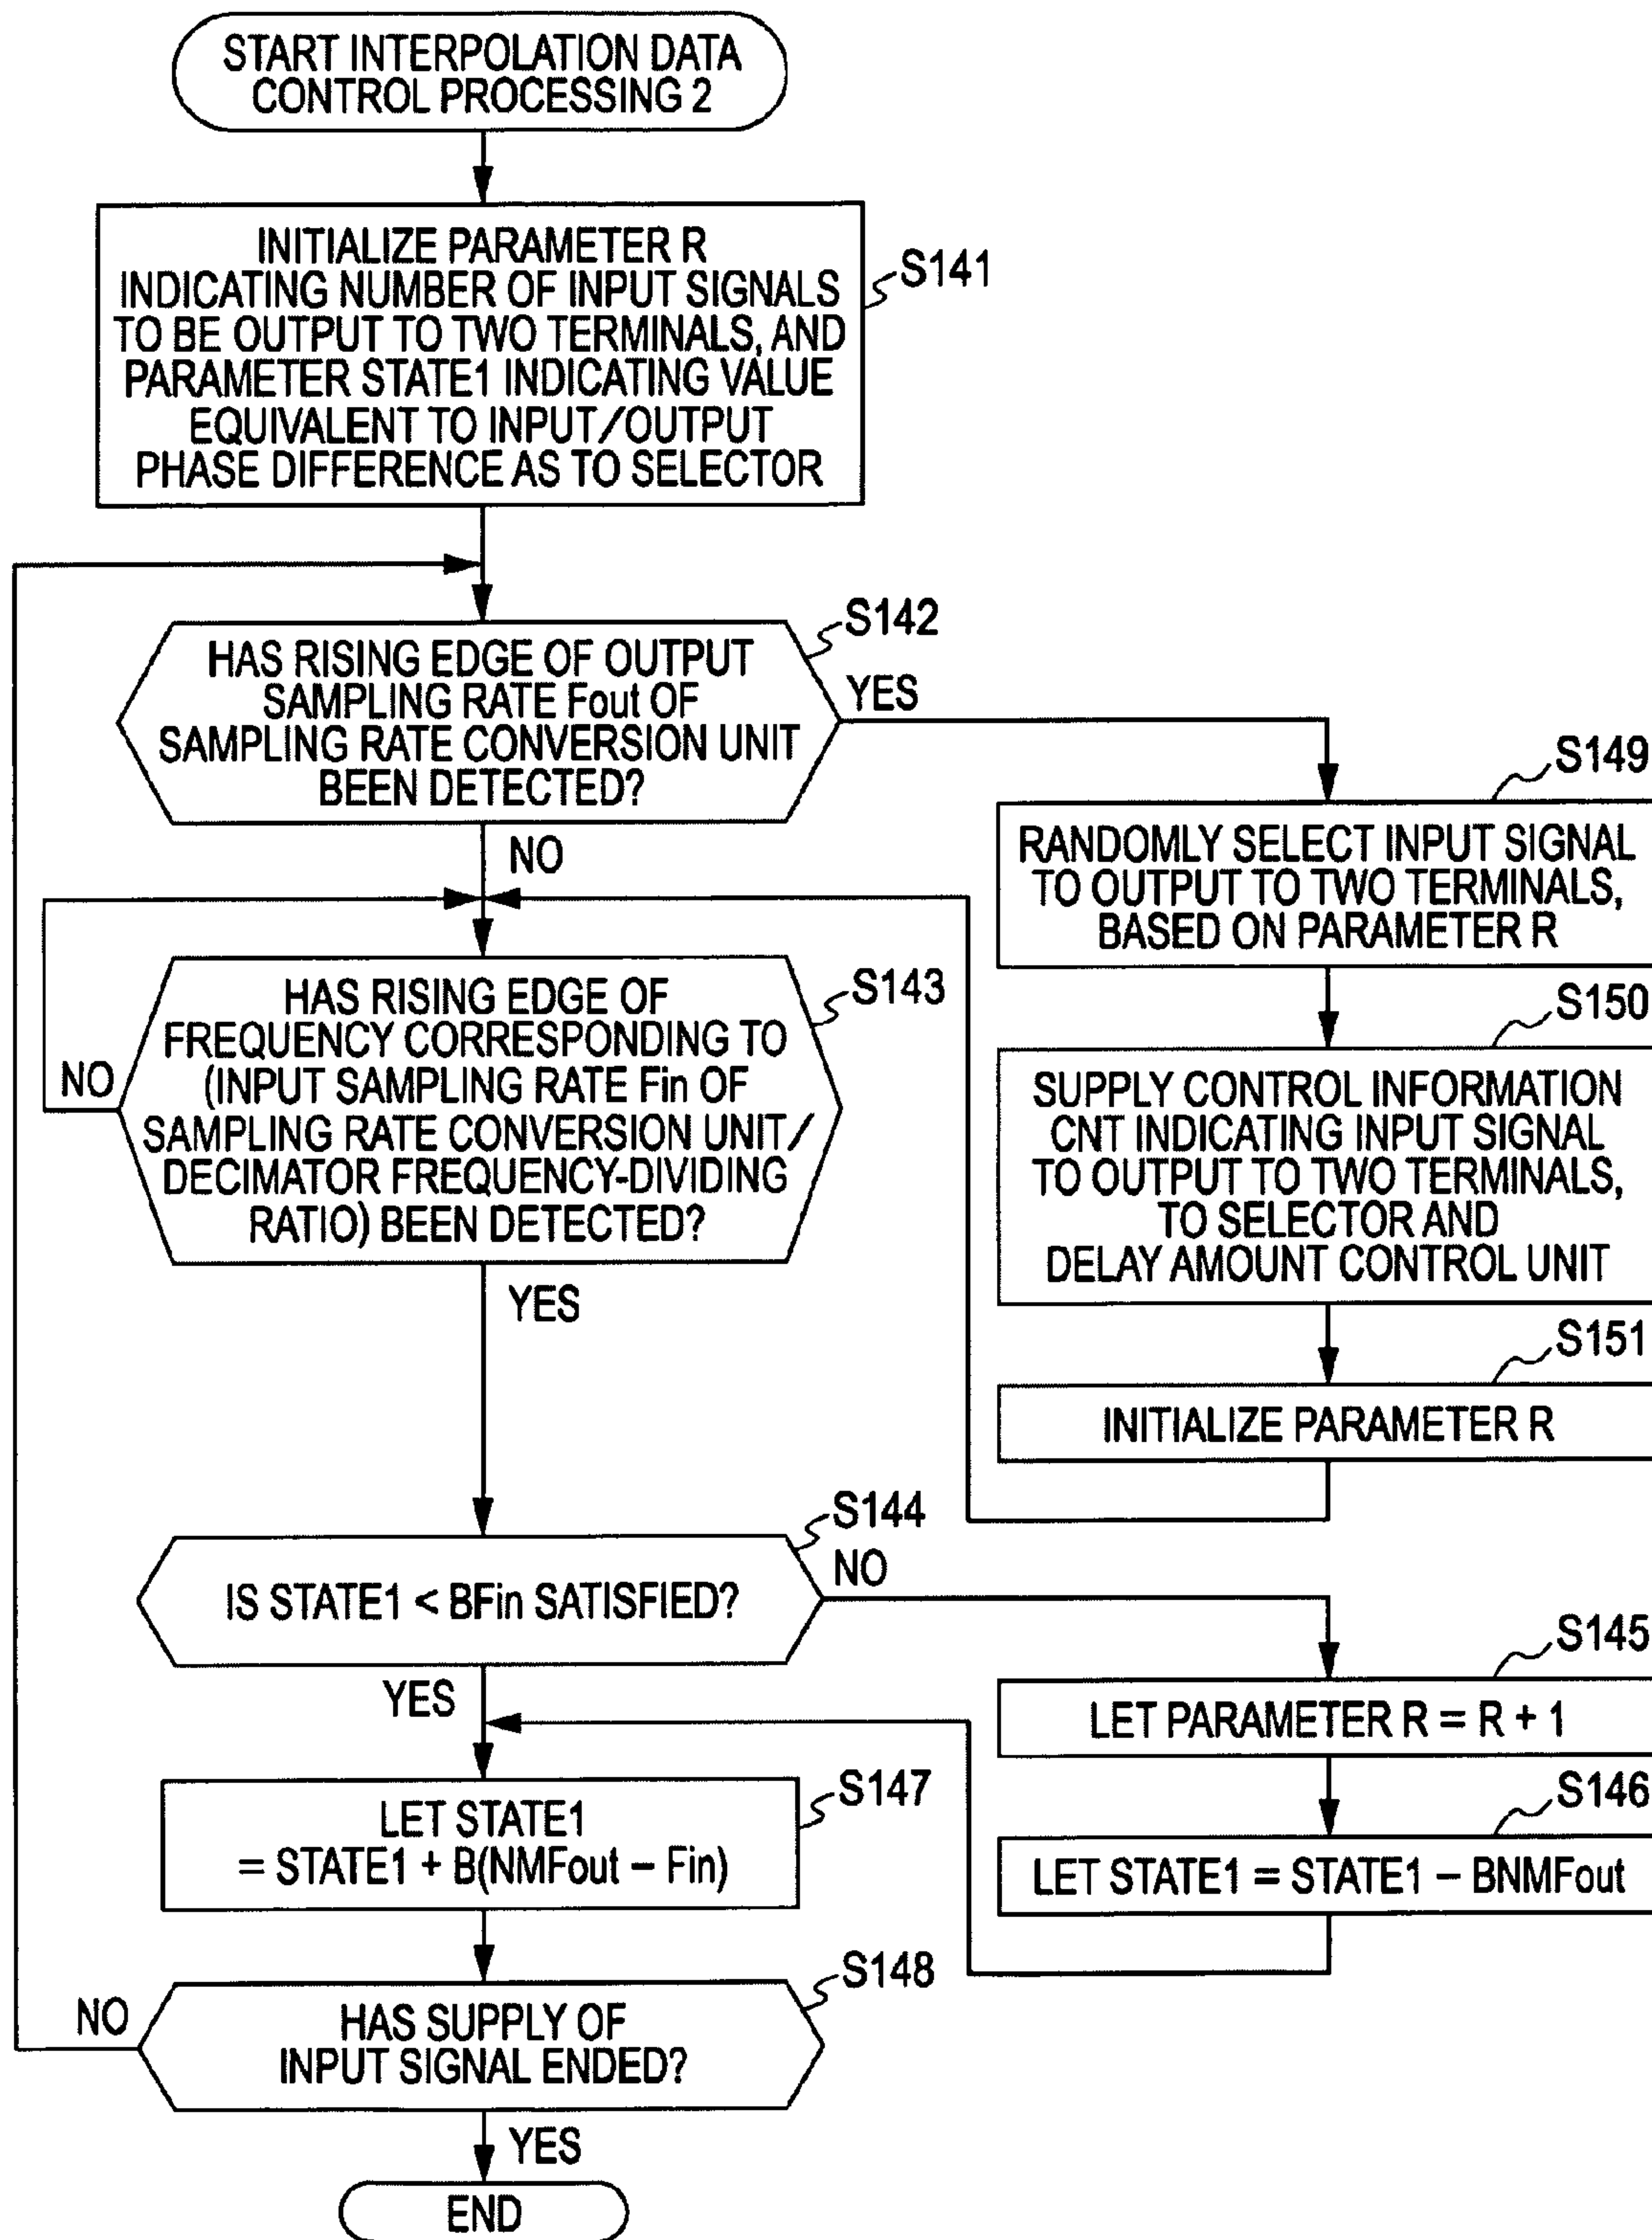 START INTERPOLATION DATA
CONTROL PROCESSING 2
INITIALIZE PARAMETER R
INDICATING NUMBER OF INPUT SIGNALS
TO BE OUTPUT TO TWO TERMINALS, AND
PARAMETER STATE1 INDICATING VALUE
EQUIVALENT TO INPUT/OUTPUT
PHASE DIFFERENCE AS TO SELECTOR
S141
HAS RISING EDGE OF OUTPUT
SAMPLING RATE Fout OF
SAMPLING RATE CONVERSION UNIT
BEEN DETECTED?
S142
YES
NO
S149
RANDOMLY SELECT INPUT SIGNAL
TO OUTPUT TO TWO TERMINALS,
BASED ON PARAMETER R
S150
SUPPLY CONTROL INFORMATION
CNT INDICATING INPUT SIGNAL
TO OUTPUT TO TWO TERMINALS,
TO SELECTOR AND
DELAY AMOUNT CONTROL UNIT
S151
INITIALIZE PARAMETER R
HAS RISING EDGE OF
FREQUENCY CORRESPONDING TO
(INPUT SAMPLING RATE Fin OF
SAMPLING RATE CONVERSION UNIT/
DECIMATOR FREQUENCY-DIVIDING
RATIO) BEEN DETECTED?
S143
NO
YES
S144
IS STATE1 < BFin SATISFIED?
NO
YES
S145
LET PARAMETER R = R + 1
S146
LET STATE1 = STATE1 – BNMFout
S147
LET STATE1
= STATE1 + B(NMFout – Fin)
S148
HAS SUPPLY OF
INPUT SIGNAL ENDED?
NO
YES
END